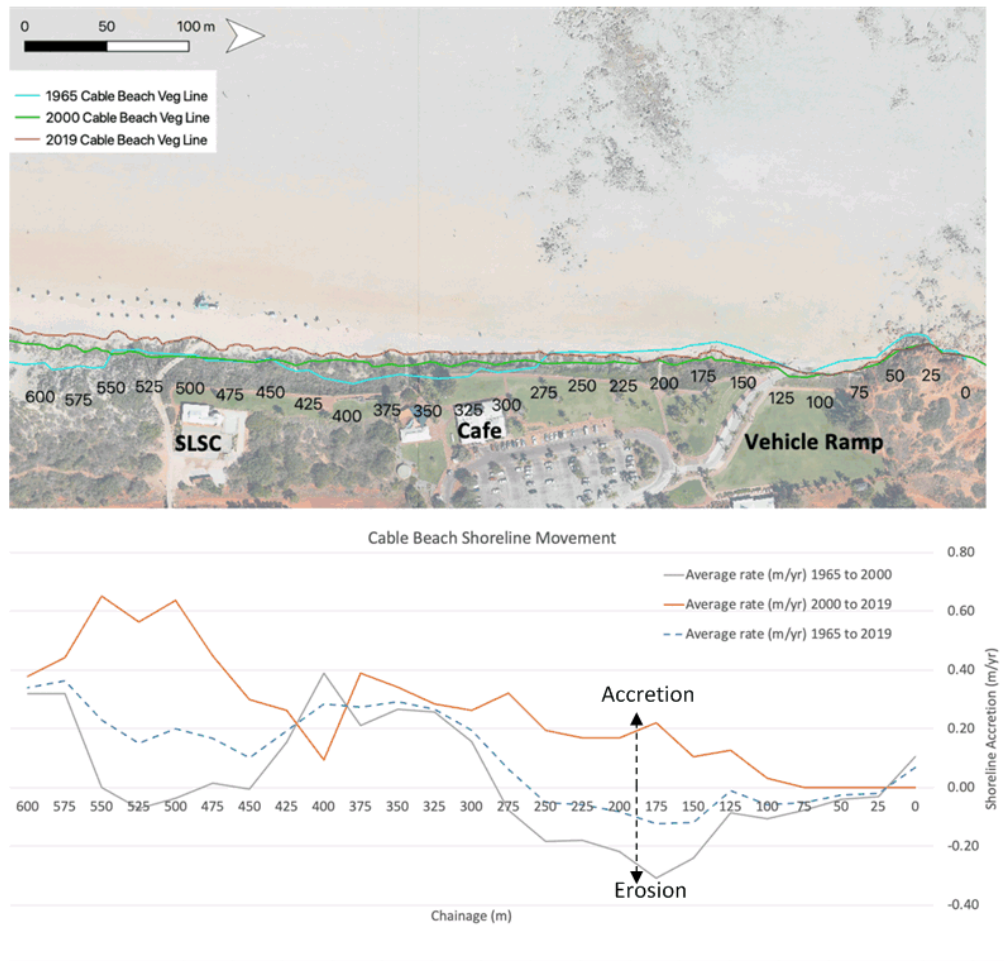 0 50 100 m
1965 Cable Beach Veg Line
2000 Cable Beach Veg Line
2019 Cable Beach Veg Line
600 575 550 525 500 475 450 425 400 375 350 325 300 275 250 225 200 175 150 125 100 75 50 25 0
SLSC Cafe Vehicle Ramp
Cable Beach Shoreline Movement
Average rate (m/yr) 1965 to 2000
Average rate (m/yr) 2000 to 2019
Average rate (m/yr) 1965 to 2019
0.80
0.60
0.40
0.20
0.00
-0.20
-0.40
Shoreline Accretion (m/yr)
Accretion
600 575 550 525 500 475 450 425 400 375 350 325 300 275 250 225 200 175 150 125 100 75 50 25 0
Erosion
Chainage (m)